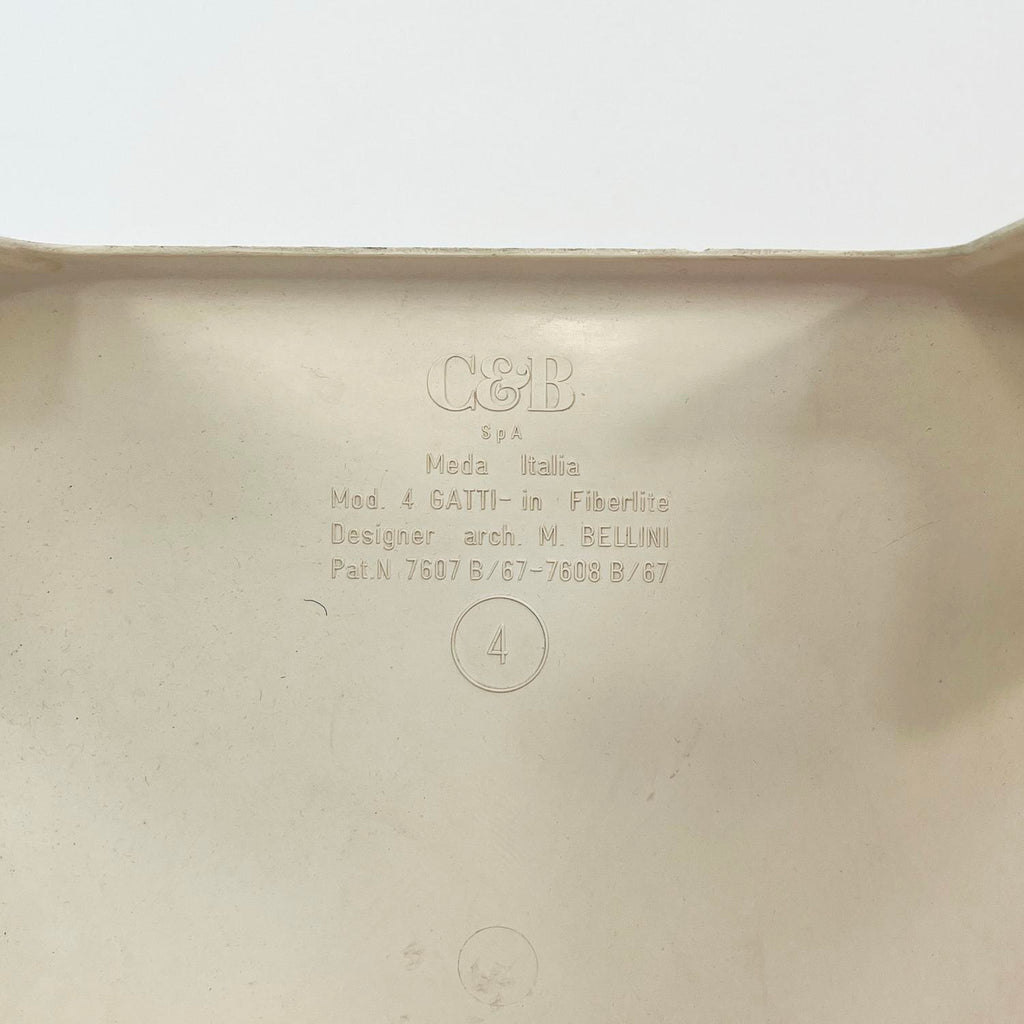 C&B
SpA
Meda Italia
Mod. 4 GATTI- in Fiberlite
Designer arch. M. BELLINI
Pat.N 7607 B/67-7608 B/67
4